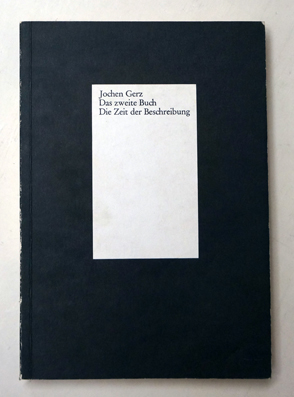 Jochen Gerz
Das zweite Buch
Die Zeit der Beschreibung